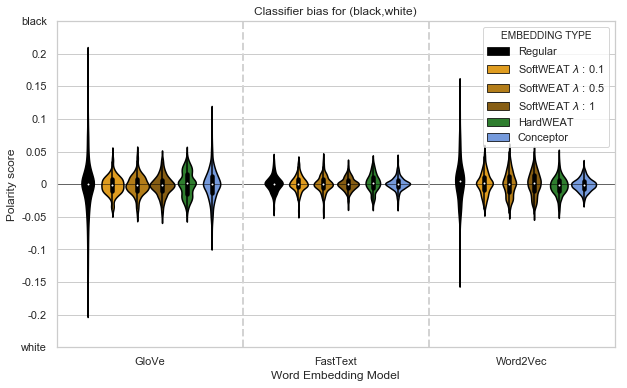 Classifier bias for (black,white)
black
0.2
0.15
0.1
0.05
0
-0.05
-0.1
-0.15
-0.2
white
Polarity score
EMBEDDING TYPE
Regular
SoftWEAT λ : 0.1
SoftWEAT λ : 0.5
SoftWEAT λ : 1
HardWEAT
Conceptor
GloVe
FastText
Word2Vec
Word Embedding Model